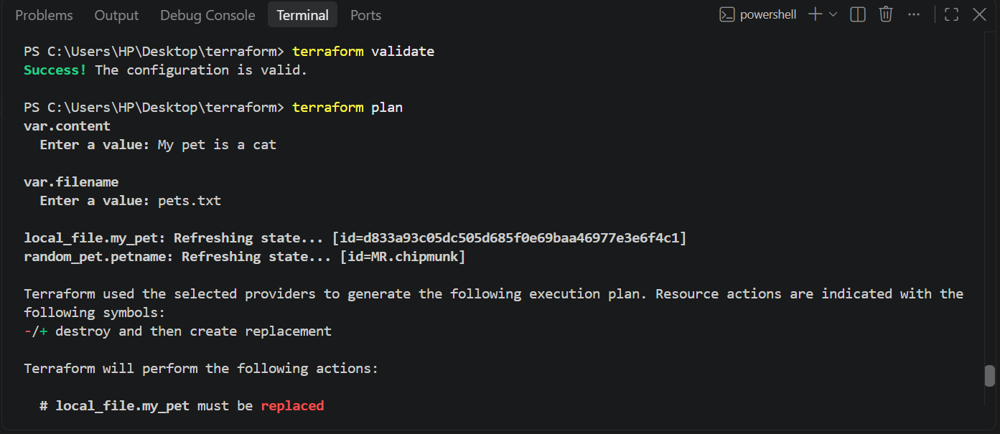 Problems Output Debug Console Terminal Ports powershell
PS C:\Users\HP\Desktop\terraform> terraform validate
Success! The configuration is valid.
PS C:\Users\HP\Desktop\terraform> terraform plan
var.content
  Enter a value: My pet is a cat
var.filename
  Enter a value: pets.txt
local_file.my_pet: Refreshing state... [id=d833a93c05dc505d685f0e69baa46977e3e6f4c1]
random_pet.petname: Refreshing state... [id=MR.chipmunk]
Terraform used the selected providers to generate the following execution plan. Resource actions are indicated with the
following symbols:
-/+ destroy and then create replacement
Terraform will perform the following actions:
  # local_file.my_pet must be replaced